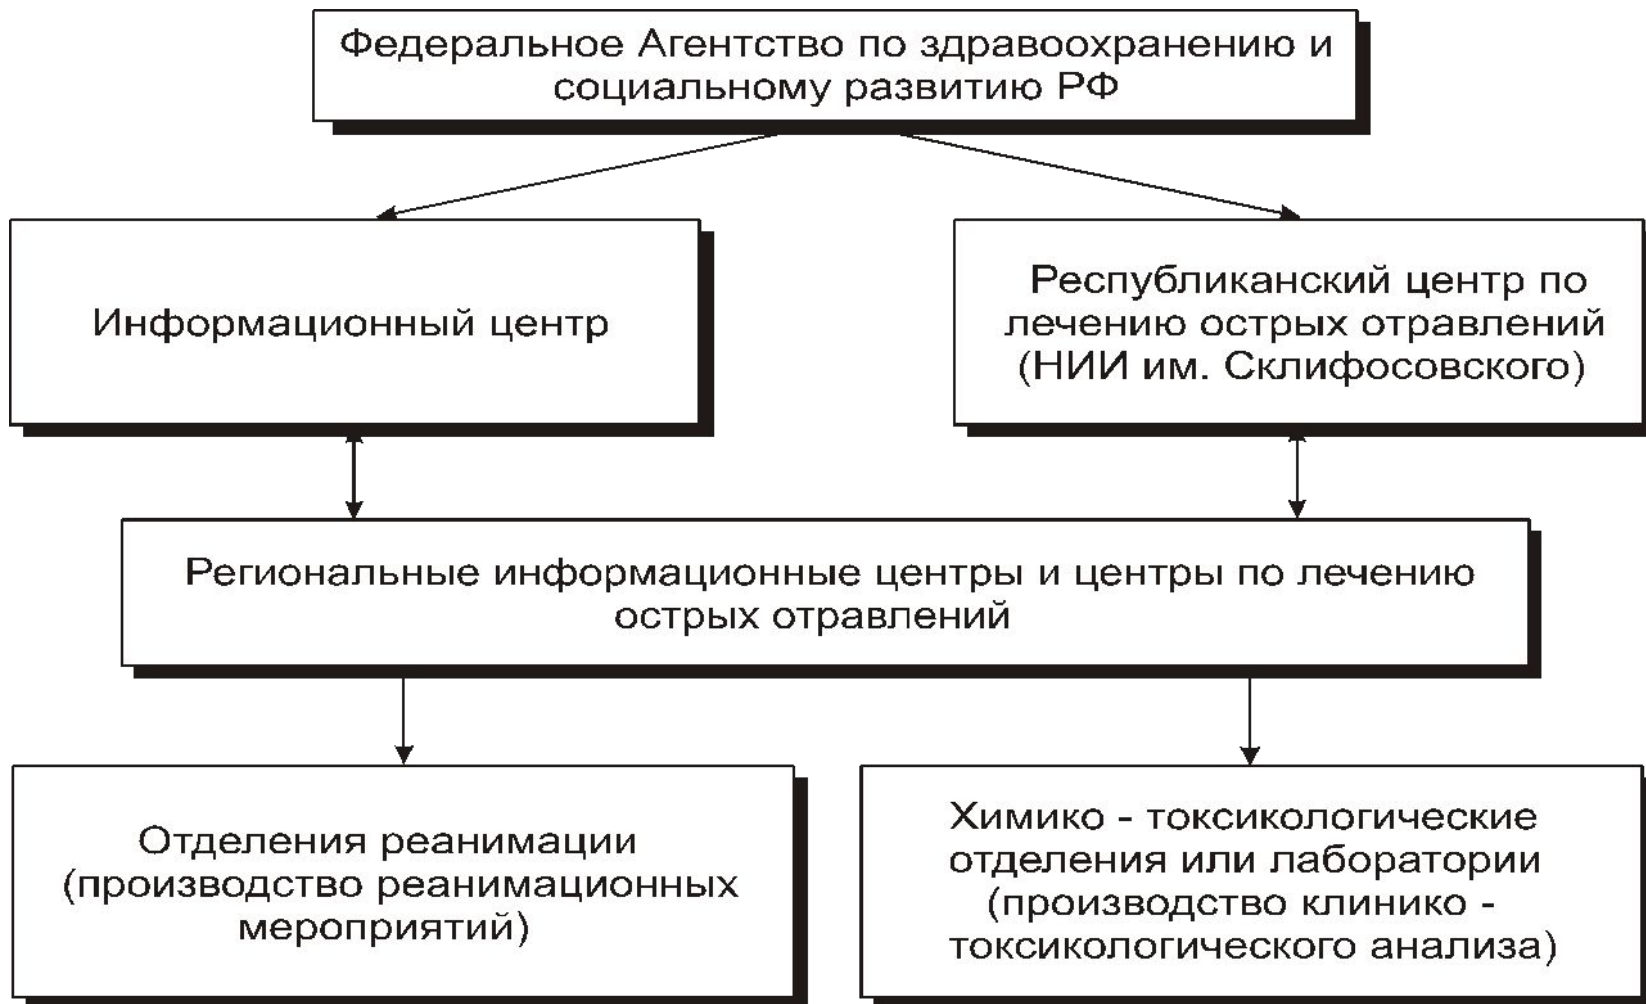 Федеральное Агентство по здравоохранению и
социальному развитию РФ
Информационный центр
Республиканский центр по
лечению острых отравлений
(НИИ им. Склифосовского)
Региональные информационные центры и центры по лечению
острых отравлений
Отделения реанимации
(производство реанимационных
мероприятий)
Химико - токсикологические
отделения или лаборатории
(производство клинико -
токсикологического анализа)